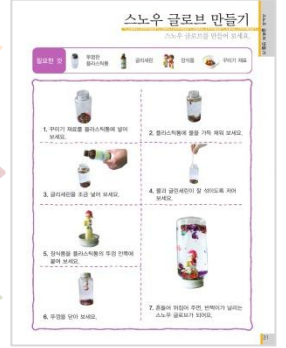 스노우 글로브 만들기
스노우 글로브를 만들어 보세요.
필요한 것
뚜껑한
플라스틱통
글리세린
장식품
꾸미기 재료
1. 꾸미기 재료를 플라스틱통에 넣어
보세요.
2. 플라스틱통에 물을 가득 채워 보세요.
3. 글리세린을 조금 넣어 보세요.
4. 물과 글린세린이 잘 섞이도록 저어
보세요.
5. 장식품을 플라스틱통의 뚜껑 안쪽에
붙여 보세요.
6. 뚜껑을 닫아 보세요.
7. 흔들어 뒤집어 주면, 반짝이가 날리는
스노우 글로브가 되어요.